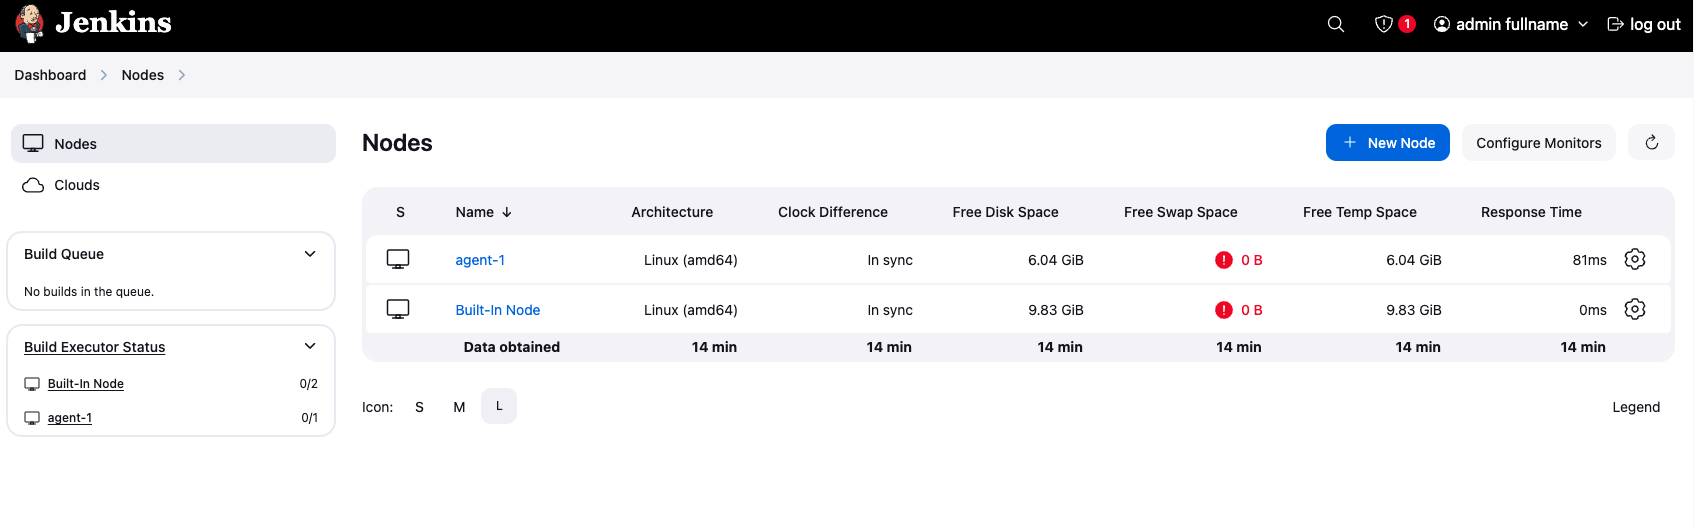 Jenkins
1
admin fullname
log out
Dashboard
Nodes
Nodes
Clouds
Build Queue
No builds in the queue.
Build Executor Status
Built-In Node 0/2
agent-1 0/1
Nodes
New Node
Configure Monitors
S Name ↓ Architecture Clock Difference Free Disk Space Free Swap Space Free Temp Space Response Time
agent-1 Linux (amd64) In sync 6.04 GiB 0 B 6.04 GiB 81ms
Built-In Node Linux (amd64) In sync 9.83 GiB 0 B 9.83 GiB 0ms
Data obtained 14 min 14 min 14 min 14 min 14 min 14 min
Icon: S M L
Legend